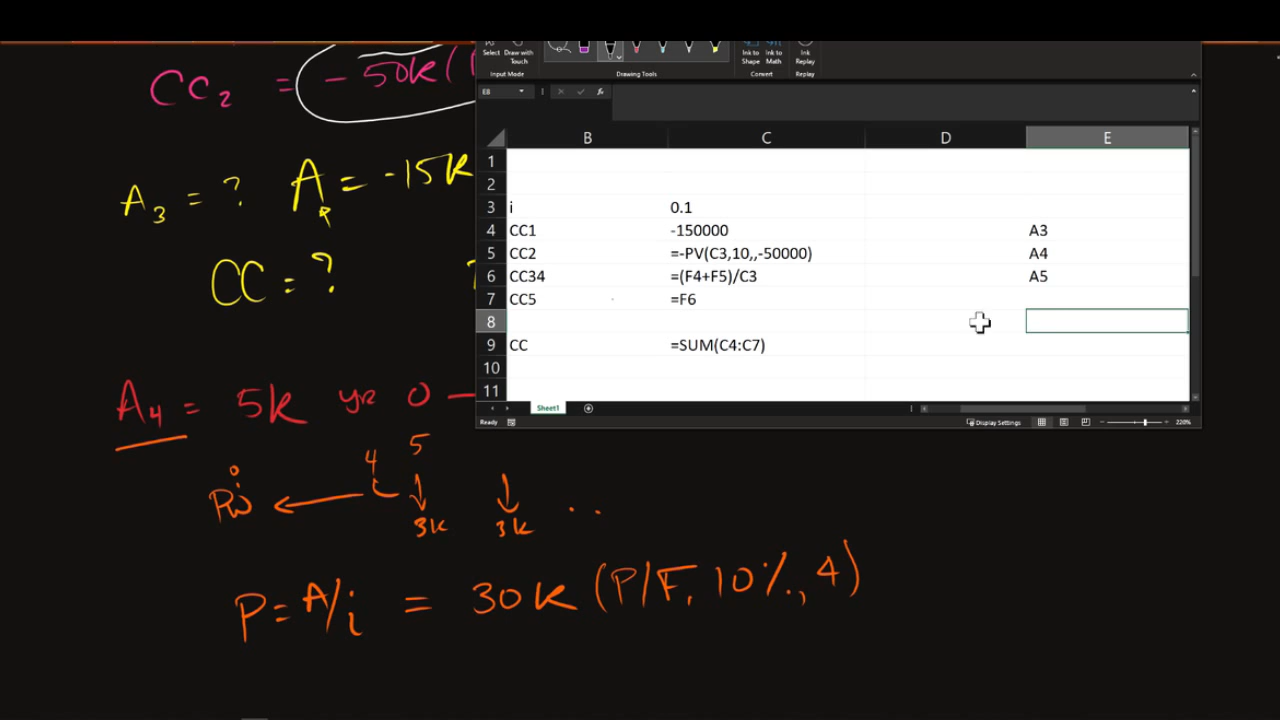 CC2 = - 50k (
A3 = ? A = -15k
CC = ?
A4 = 5k yr 0 —
0 4 5
PW 3k 3k ..
P = A/i = 30k (P/F, 10%, 4)
Select Draw with Touch Ink to Shape Ink to Math Ink Replay
Input Mode Drawing Tools Convert Replay
E8 fx
B C D E
1
2
3 i 0.1
4 CC1 -150000 A3
5 CC2 =-PV(C3,10,,-50000) A4
6 CC34 =(F4+F5)/C3 A5
7 CC5 =F6
8
9 CC =SUM(C4:C7)
10
11
Sheet1
Ready Display Settings 220%